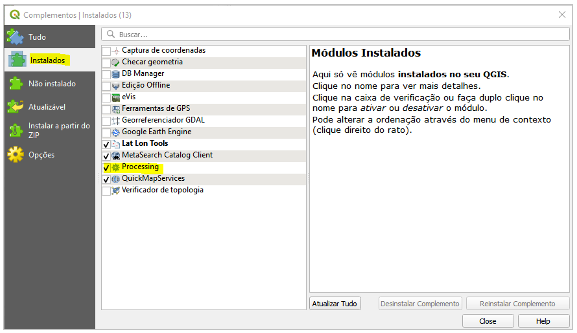 Complementos | Instalados (13)
Tudo
Instalados
Não instalado
Atualizável
Instalar a partir do
ZIP
Opções
Buscar...
Captura de coordenadas
Checar geometria
DB Manager
Edição Offline
eVis
Ferramentas de GPS
Georeferenciador GDAL
Google Earth Engine
Lat Lon Tools
MetaSearch Catalog Client
Processing
QuickMapServices
Verificador de topologia
Módulos Instalados
Aqui só vê módulos instalados no seu QGIS.
Clique no nome para ver mais detalhes.
Clique na caixa de verificação ou faça duplo clique no
nome para ativar ou desativar o módulo.
Pode alterar a ordenação através do menu de contexto
(clique direito do rato).
Atualizar Tudo
Desinstalar Complemento
Reinstalar Complemento
Close
Help